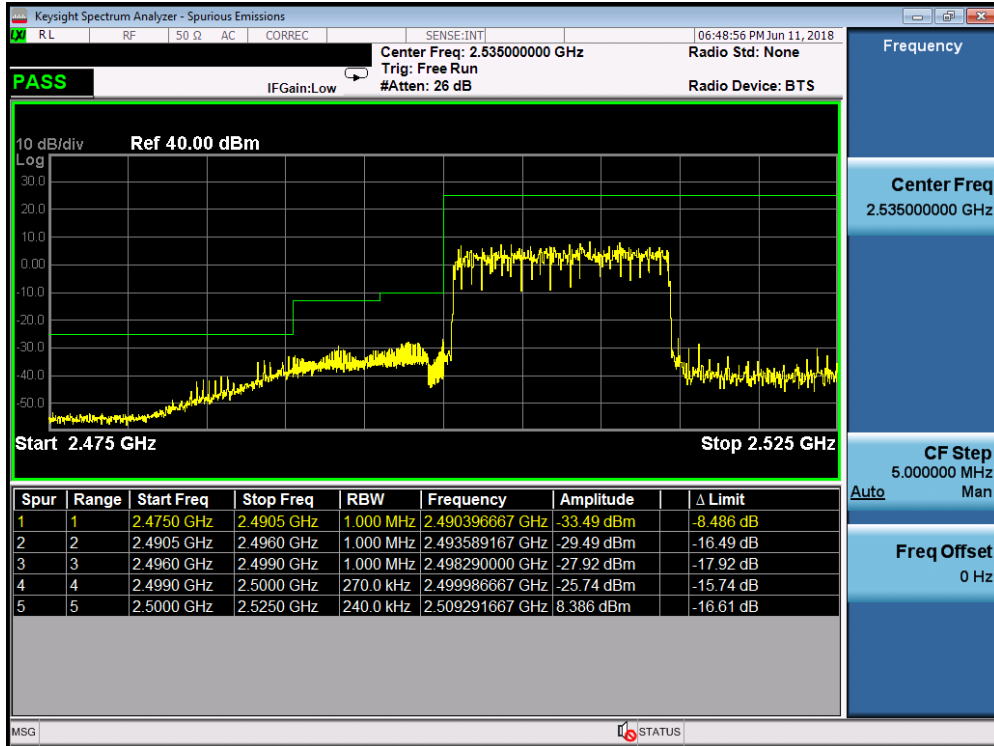 Keysight Spectrum Analyzer - Spurious Emissions
LXI RL RF 50 Ω AC CORREC SENSE:INT 06:48:56 PM Jun 11, 2018
Center Freq: 2.535000000 GHz Radio Std: None
Trig: Free Run
PASS IFGain:Low #Atten: 26 dB Radio Device: BTS
10 dB/div Ref 40.00 dBm
Log
30.0
20.0
10.0
0.00
-10.0
-20.0
-30.0
-40.0
-50.0
Start 2.475 GHz Stop 2.525 GHz
Spur Range Start Freq Stop Freq RBW Frequency Amplitude Δ Limit
1 1 2.4750 GHz 2.4905 GHz 1.000 MHz 2.490396667 GHz -33.49 dBm -8.486 dB
2 2 2.4905 GHz 2.4960 GHz 1.000 MHz 2.493589167 GHz -29.49 dBm -16.49 dB
3 3 2.4960 GHz 2.4990 GHz 1.000 MHz 2.498290000 GHz -27.92 dBm -17.92 dB
4 4 2.4990 GHz 2.5000 GHz 270.0 kHz 2.499986667 GHz -25.74 dBm -15.74 dB
5 5 2.5000 GHz 2.5250 GHz 240.0 kHz 2.509291667 GHz 8.386 dBm -16.61 dB
MSG STATUS
Frequency
Center Freq
2.535000000 GHz
CF Step
5.000000 MHz
Auto Man
Freq Offset
0 Hz